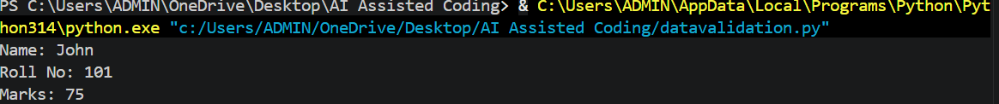 PS C:\Users\ADMIN\OneDrive\Desktop\AI Assisted Coding> & C:\Users\ADMIN\AppData\Local\Programs\Python\Pyt
hon314\python.exe "c:/Users/ADMIN/OneDrive/Desktop/AI Assisted Coding/datavalidation.py"
Name: John
Roll No: 101
Marks: 75